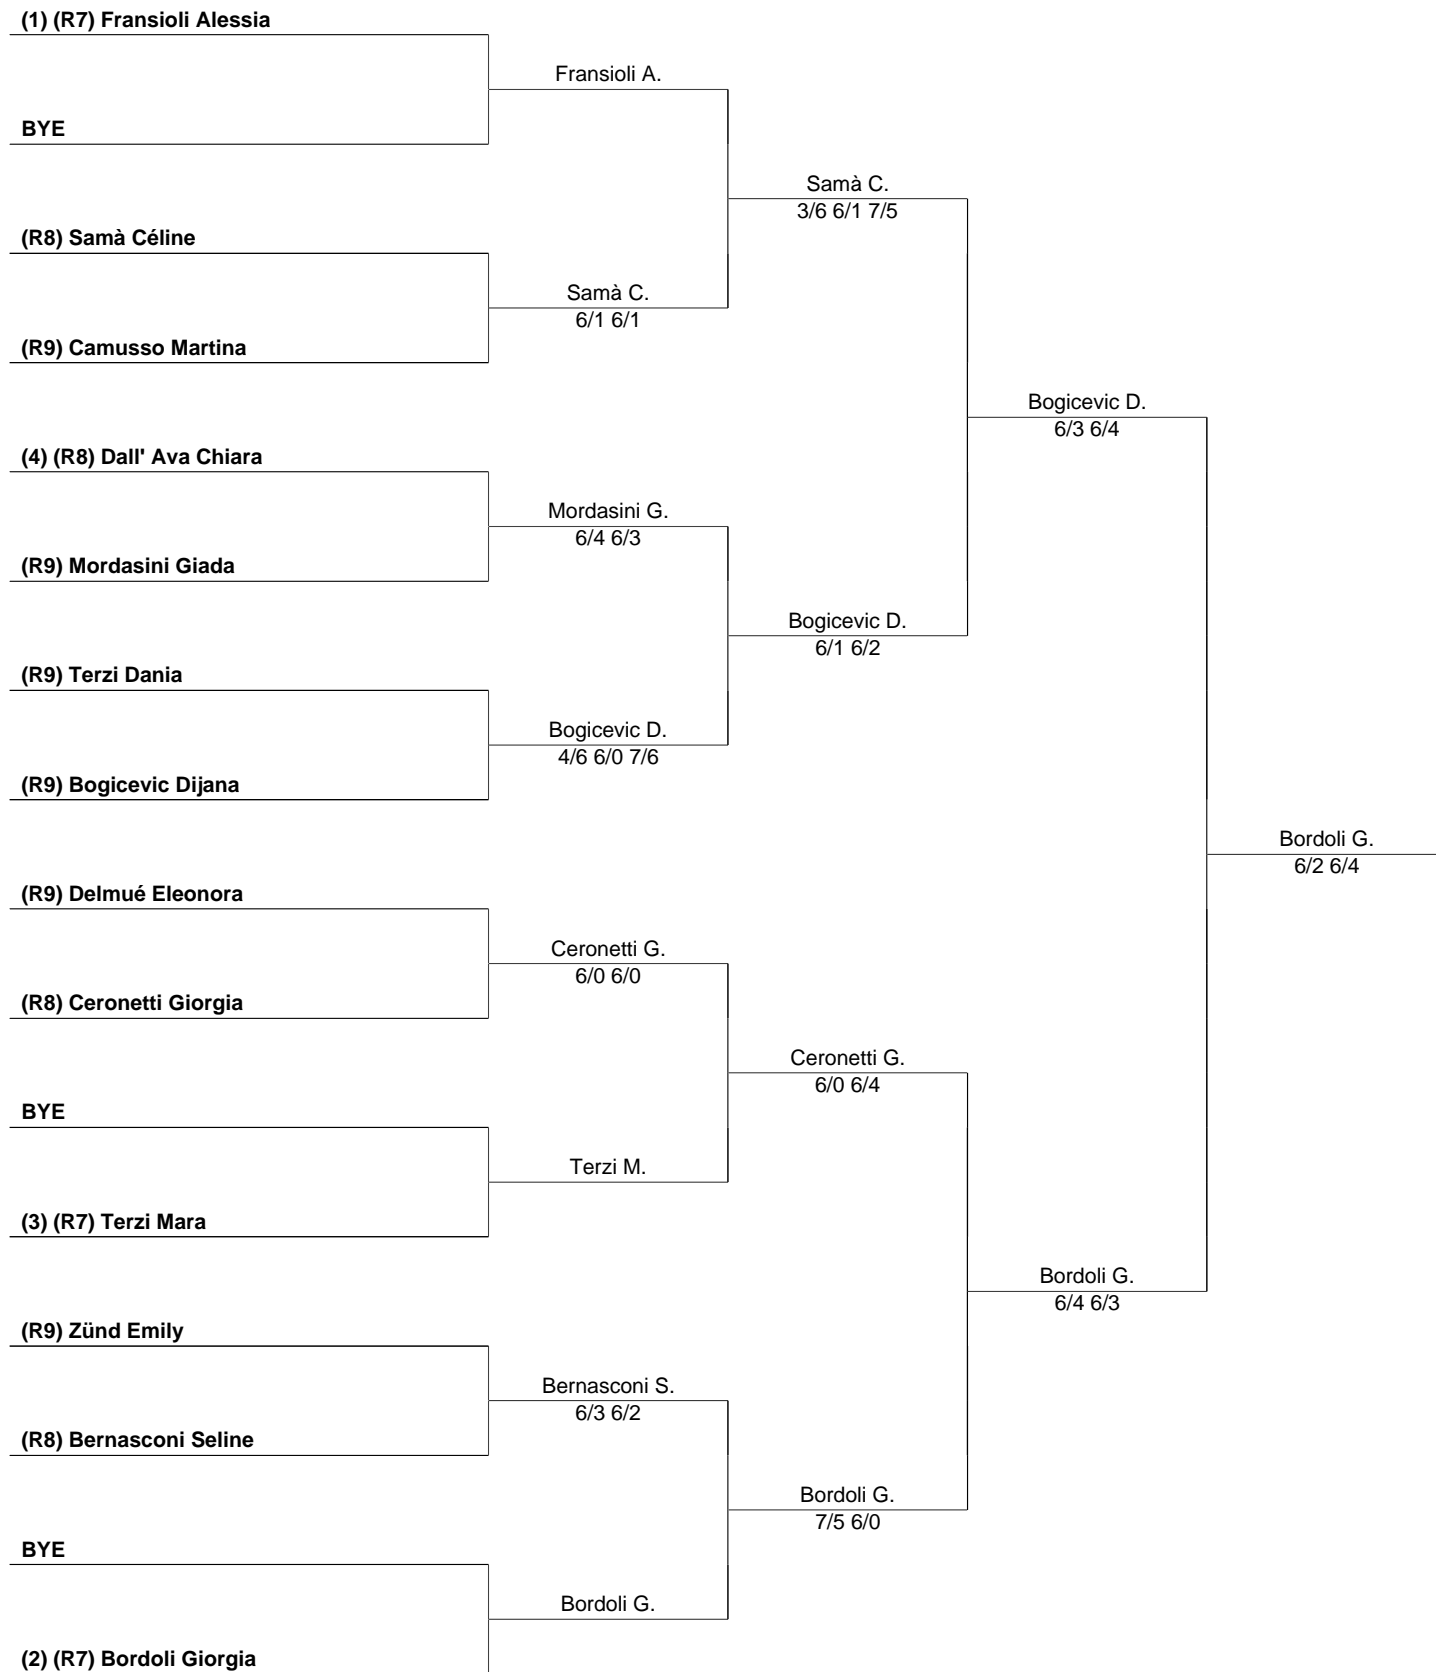 (1) (R7) Fransioli Alessia
Fransioli A.
BYE
Samà C.
3/6 6/1 7/5
(R8) Samà Céline
Samà C.
6/1 6/1
(R9) Camusso Martina
Bogicevic D.
6/3 6/4
(4) (R8) Dall' Ava Chiara
Mordasini G.
6/4 6/3
(R9) Mordasini Giada
Bogicevic D.
6/1 6/2
(R9) Terzi Dania
Bogicevic D.
4/6 6/0 7/6
(R9) Bogicevic Dijana
Bordoli G.
6/2 6/4
(R9) Delmué Eleonora
Ceronetti G.
6/0 6/0
(R8) Ceronetti Giorgia
Ceronetti G.
6/0 6/4
BYE
Terzi M.
(3) (R7) Terzi Mara
Bordoli G.
6/4 6/3
(R9) Zünd Emily
Bernasconi S.
6/3 6/2
(R8) Bernasconi Seline
Bordoli G.
7/5 6/0
BYE
Bordoli G.
(2) (R7) Bordoli Giorgia